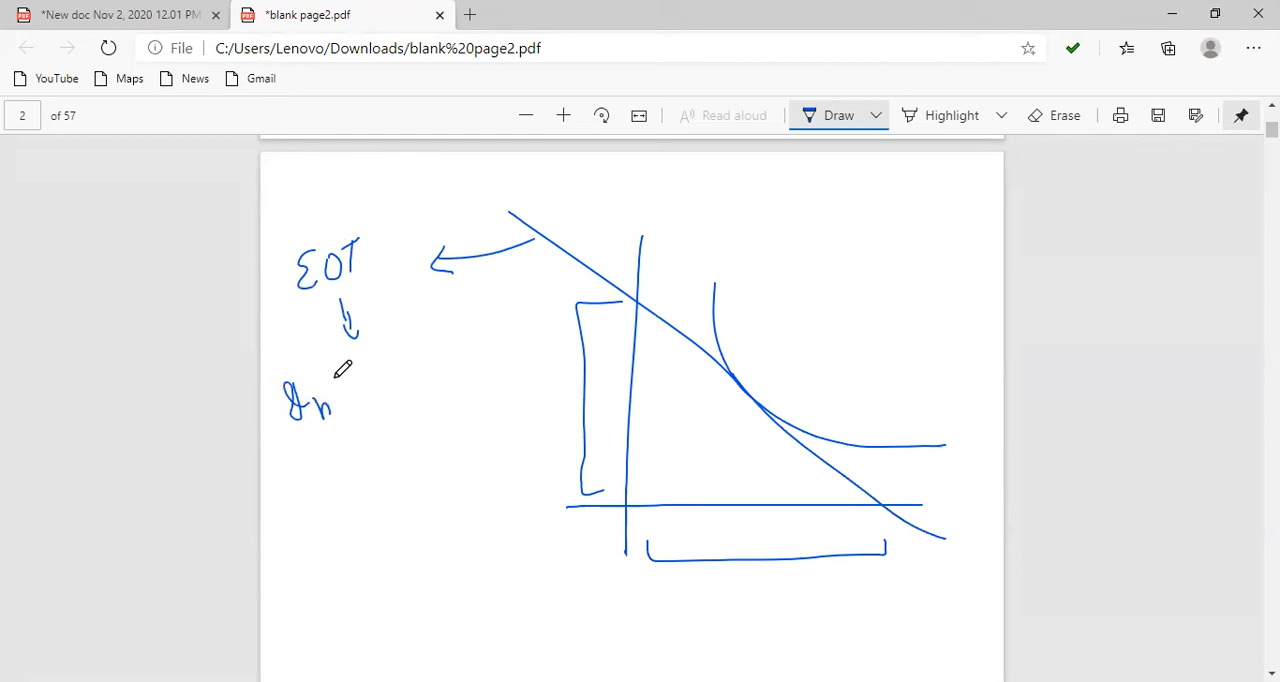 *New doc Nov 2, 2020 12.01 PM
*blank page2.pdf
File C:/Users/Lenovo/Downloads/blank%20page2.pdf
YouTube Maps News Gmail
2 of 57 Read aloud Draw Highlight Erase
EOT